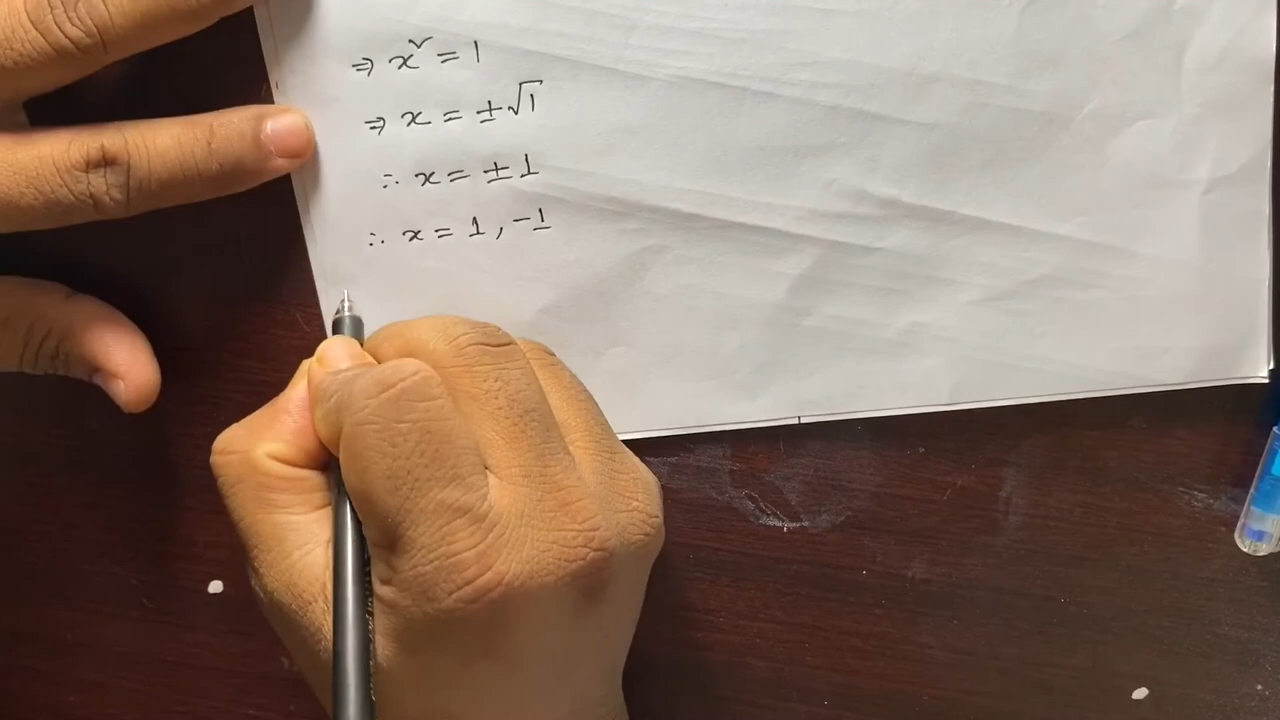 ⇒ x² = 1
⇒ x = ±√1
∴ x = ± 1
∴ x = 1, -1